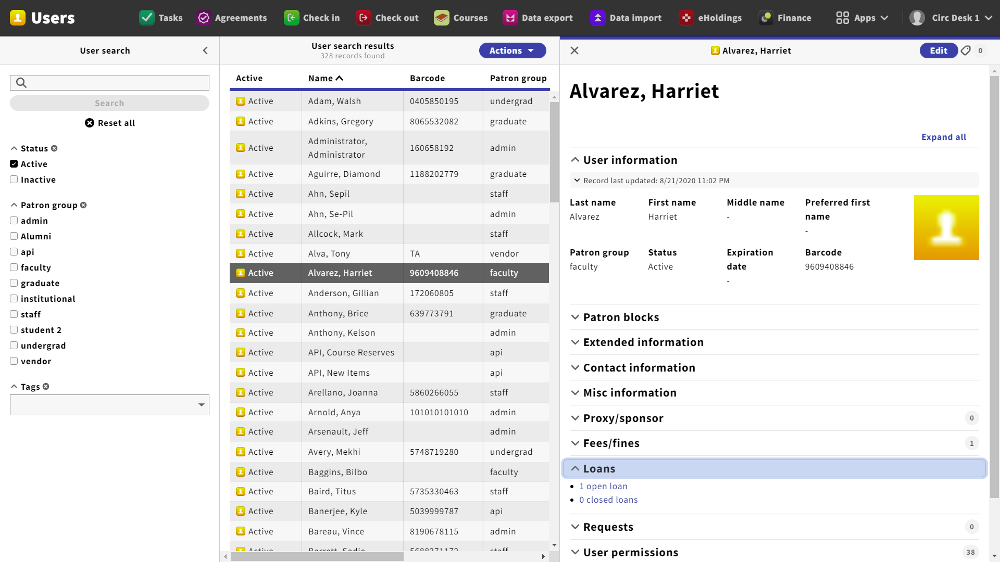 Users
Tasks
Agreements
Check in
Check out
Courses
Data export
Data import
eHoldings
Finance
Apps
Circ Desk 1
User search
Search
Reset all
Status
Active
Inactive
Patron group
admin
Alumni
api
faculty
graduate
institutional
staff
student 2
undergrad
vendor
Tags
User search results
328 records found
Actions
Active Name Barcode Patron group
Active Adam, Walsh 0405850195 undergrad
Active Adkins, Gregory 8065532082 graduate
Active Administrator, Administrator 160658192 admin
Active Aguirre, Diamond 1188202779 graduate
Active Ahn, Sepil staff
Active Ahn, Se-Pil admin
Active Allcock, Mark staff
Active Alva, Tony TA vendor
Active Alvarez, Harriet 9609408846 faculty
Active Anderson, Gillian 172060805 staff
Active Anthony, Brice 639773791 graduate
Active Anthony, Kelson admin
Active API, Course Reserves api
Active API, New Items api
Active Arellano, Joanna 5860266055 staff
Active Arnold, Anya 101010101010 admin
Active Arsenault, Jeff admin
Active Avery, Mekhi 5748719280 undergrad
Active Baggins, Bilbo faculty
Active Baird, Titus 5735330463 staff
Active Banerjee, Kyle 5039999787 api
Active Bareau, Vince 8190678115 admin
Active Barrett, Sadie 5688271172 staff
Alvarez, Harriet
Edit
0
Alvarez, Harriet
Expand all
User information
Record last updated: 8/21/2020 11:02 PM
Last name
Alvarez
First name
Harriet
Middle name
-
Preferred first name
-
Patron group
faculty
Status
Active
Expiration date
-
Barcode
9609408846
Patron blocks
Extended information
Contact information
Misc information
Proxy/sponsor 0
Fees/fines 1
Loans
1 open loan
0 closed loans
Requests 0
User permissions 38